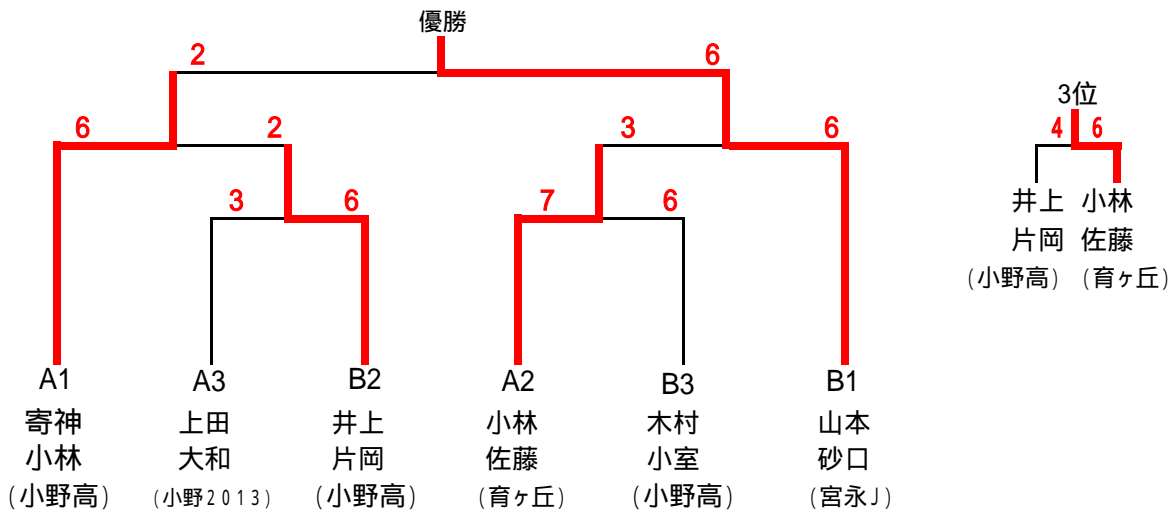 優勝
2 6
6 2 3 6
3 6 7 6
3位
4 6
井上 小林
片岡 佐藤
(小野高) (育ヶ丘)
A1 A3 B2 A2 B3 B1
寄神 上田 井上 小林 木村 山本
小林 大和 片岡 佐藤 小室 砂口
(小野高) (小野2013) (小野高) (育ヶ丘) (小野高) (宮永J)